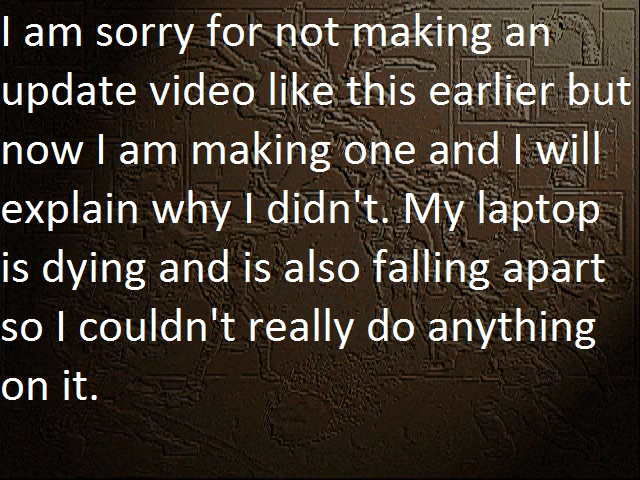 I am sorry for not making an
update video like this earlier but
now I am making one and I will
explain why I didn't. My laptop
is dying and is also falling apart
so I couldn't really do anything
on it.